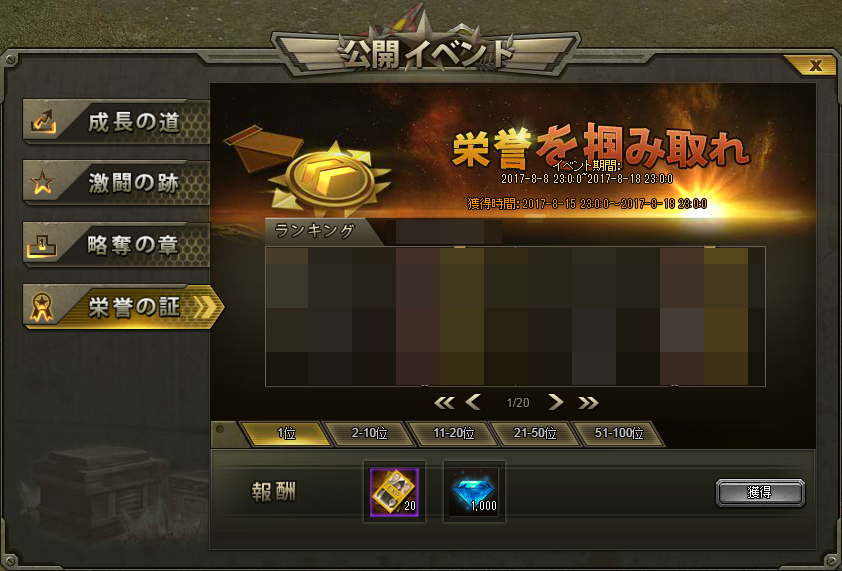 公開イベント
X
成長の道
激闘の跡
略奪の章
栄誉の証
栄誉を掴み取れ
イベント期間:
2017-8-8 23:0:0~2017-8-18 23:0:0
獲得時間: 2017-8-15 23:0:0～2017-8-18 23:0:0
ランキング
1/20
1位 2-10位 11-20位 21-50位 51-100位
報酬
20
1,000
獲得